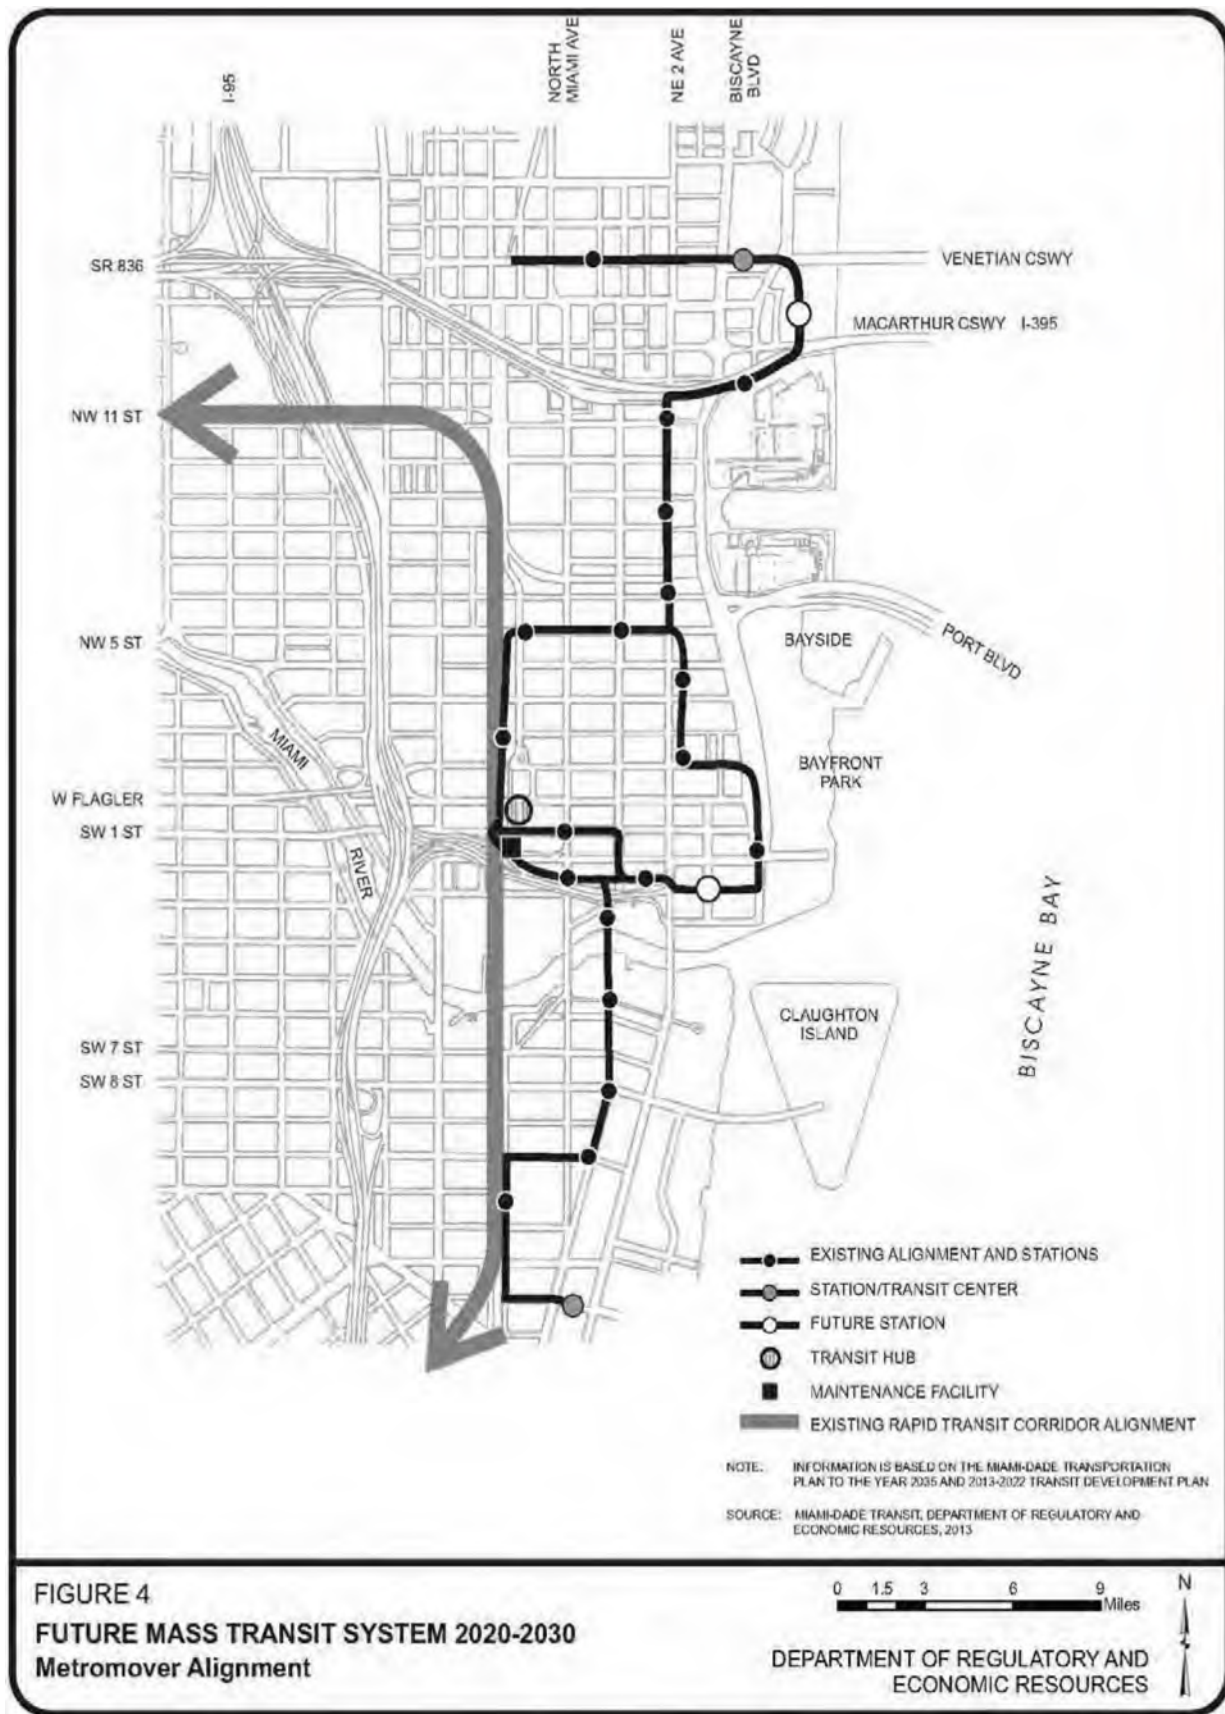 I-95
NORTH
MIAMI AVE
NE 2 AVE
BISCAYNE
BLVD
SR 836
VENETIAN CSWY
MACARTHUR CSWY I-395
NW 11 ST
NW 5 ST
BAYSIDE
PORT BLVD
MIAMI
RIVER
BAYFRONT
PARK
W FLAGLER
SW 1 ST
BISCAYNE BAY
CLAUGHTON
ISLAND
SW 7 ST
SW 8 ST
EXISTING ALIGNMENT AND STATIONS
STATION/TRANSIT CENTER
FUTURE STATION
TRANSIT HUB
MAINTENANCE FACILITY
EXISTING RAPID TRANSIT CORRIDOR ALIGNMENT
NOTE: INFORMATION IS BASED ON THE MIAMI-DADE TRANSPORTATION
PLAN TO THE YEAR 2035 AND 2013-2022 TRANSIT DEVELOPMENT PLAN
SOURCE: MIAMI-DADE TRANSIT, DEPARTMENT OF REGULATORY AND
ECONOMIC RESOURCES, 2013
FIGURE 4
FUTURE MASS TRANSIT SYSTEM 2020-2030
Metromover Alignment
0 1.5 3 6 9
Miles
N
DEPARTMENT OF REGULATORY AND
ECONOMIC RESOURCES